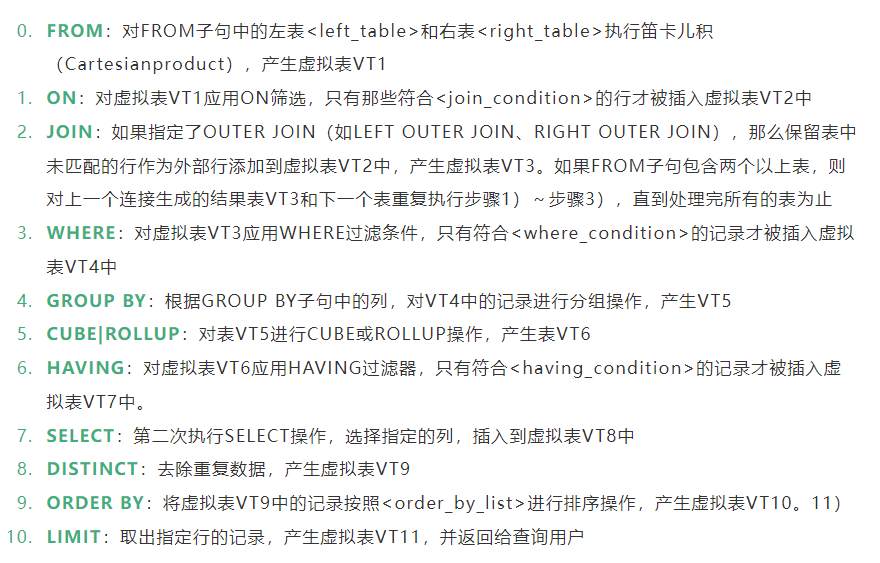 0. FROM：对FROM子句中的左表<left_table>和右表<right_table>执行笛卡儿积
（Cartesianproduct），产生虚拟表VT1
1. ON：对虚拟表VT1应用ON筛选，只有那些符合<join_condition>的行才被插入虚拟表VT2中
2. JOIN：如果指定了OUTER JOIN（如LEFT OUTER JOIN、RIGHT OUTER JOIN），那么保留表中
未匹配的行作为外部行添加到虚拟表VT2中，产生虚拟表VT3。如果FROM子句包含两个以上表，则
对上一个连接生成的结果表VT3和下一个表重复执行步骤1）～步骤3），直到处理完所有的表为止
3. WHERE：对虚拟表VT3应用WHERE过滤条件，只有符合<where_condition>的记录才被插入虚拟
表VT4中
4. GROUP BY：根据GROUP BY子句中的列，对VT4中的记录进行分组操作，产生VT5
5. CUBE|ROLLUP：对表VT5进行CUBE或ROLLUP操作，产生表VT6
6. HAVING：对虚拟表VT6应用HAVING过滤器，只有符合<having_condition>的记录才被插入虚
拟表VT7中。
7. SELECT：第二次执行SELECT操作，选择指定的列，插入到虚拟表VT8中
8. DISTINCT：去除重复数据，产生虚拟表VT9
9. ORDER BY：将虚拟表VT9中的记录按照<order_by_list>进行排序操作，产生虚拟表VT10。11）
10. LIMIT：取出指定行的记录，产生虚拟表VT11，并返回给查询用户